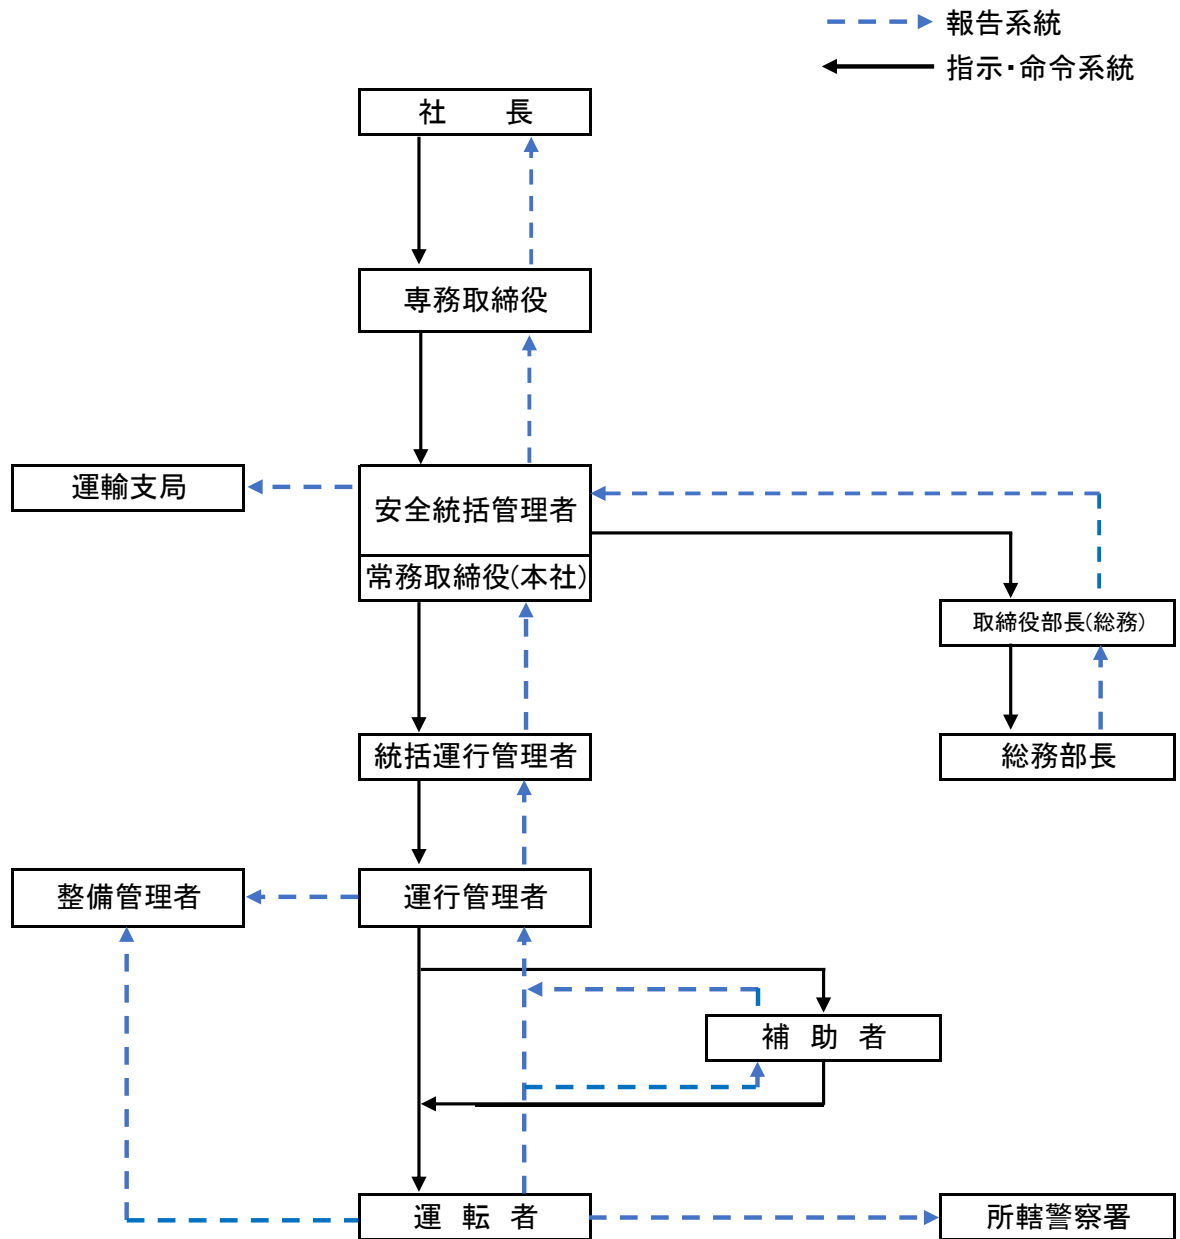 報告系統
指示・命令系統
社　　長
専務取締役
運輸支局
安全統括管理者
常務取締役(本社)
取締役部長(総務)
統括運行管理者
総務部長
整備管理者
運行管理者
補　助　者
運　転　者
所轄警察署